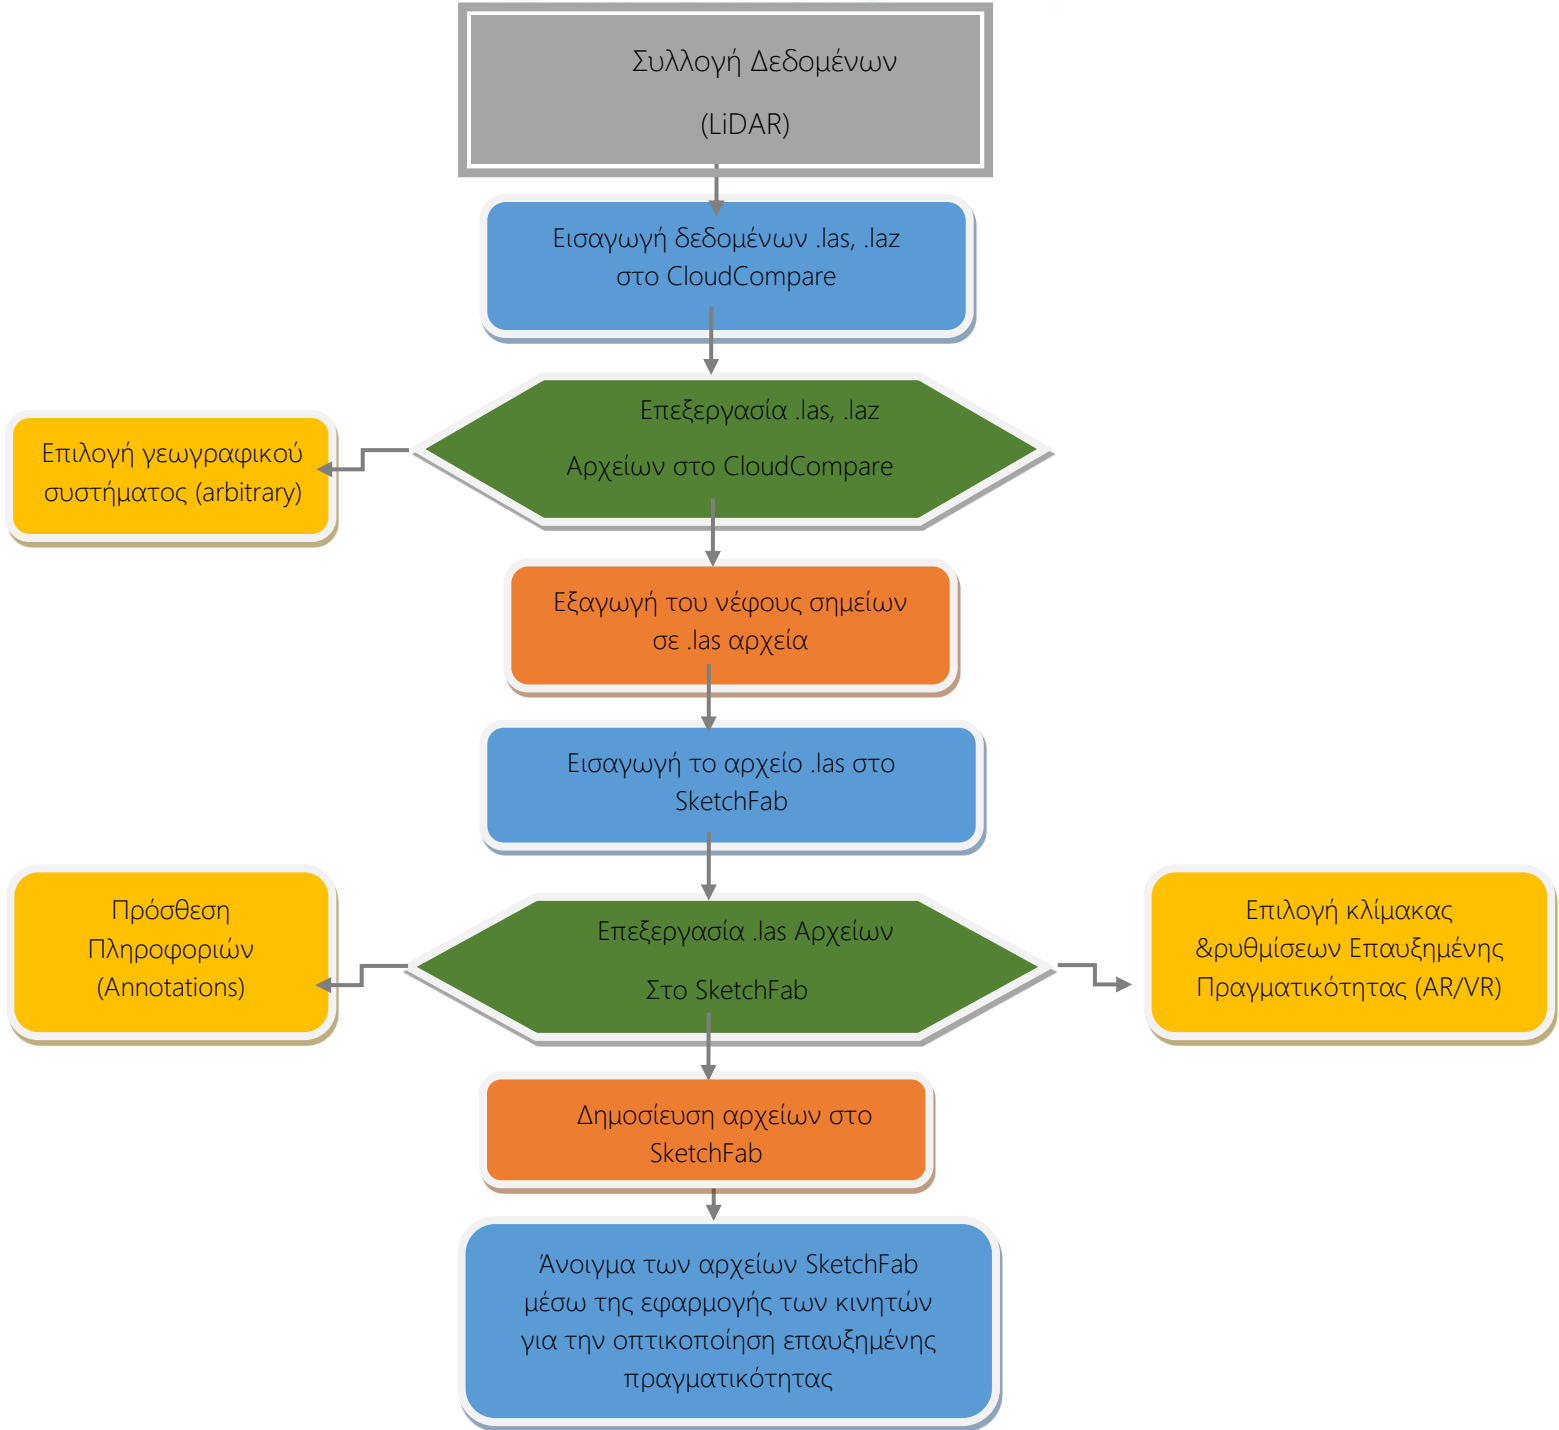 Συλλογή Δεδομένων
(LiDAR)
Εισαγωγή δεδομένων .las, .laz
στο CloudCompare
Επεξεργασία .las, .laz
Αρχείων στο CloudCompare
Επιλογή γεωγραφικού
συστήματος (arbitrary)
Εξαγωγή του νέφους σημείων
σε .las αρχεία
Εισαγωγή το αρχείο .las στο
SketchFab
Πρόσθεση
Πληροφοριών
(Annotations)
Επεξεργασία .las Αρχείων
Στο SketchFab
Επιλογή κλίμακας
&ρυθμίσεων Επαυξημένης
Πραγματικότητας (AR/VR)
Δημοσίευση αρχείων στο
SketchFab
Άνοιγμα των αρχείων SketchFab
μέσω της εφαρμογής των κινητών
για την οπτικοποίηση επαυξημένης
πραγματικότητας